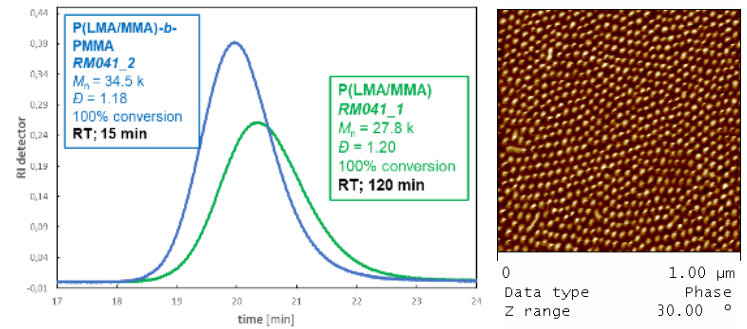 0,44
0,39
0,34
0,29
0,24
0,19
0,14
0,09
0,04
-0,01
RI detector
P(LMA/MMA)-b-
PMMA
RM041_2
Mn = 34.5 k
Đ = 1.18
100% conversion
RT; 15 min
P(LMA/MMA)
RM041_1
Mn = 27.8 k
Đ = 1.20
100% conversion
RT; 120 min
17 18 19 20 21 22 23 24
time [min]
0 1.00 µm
Data type Phase
Z range 30.00 º